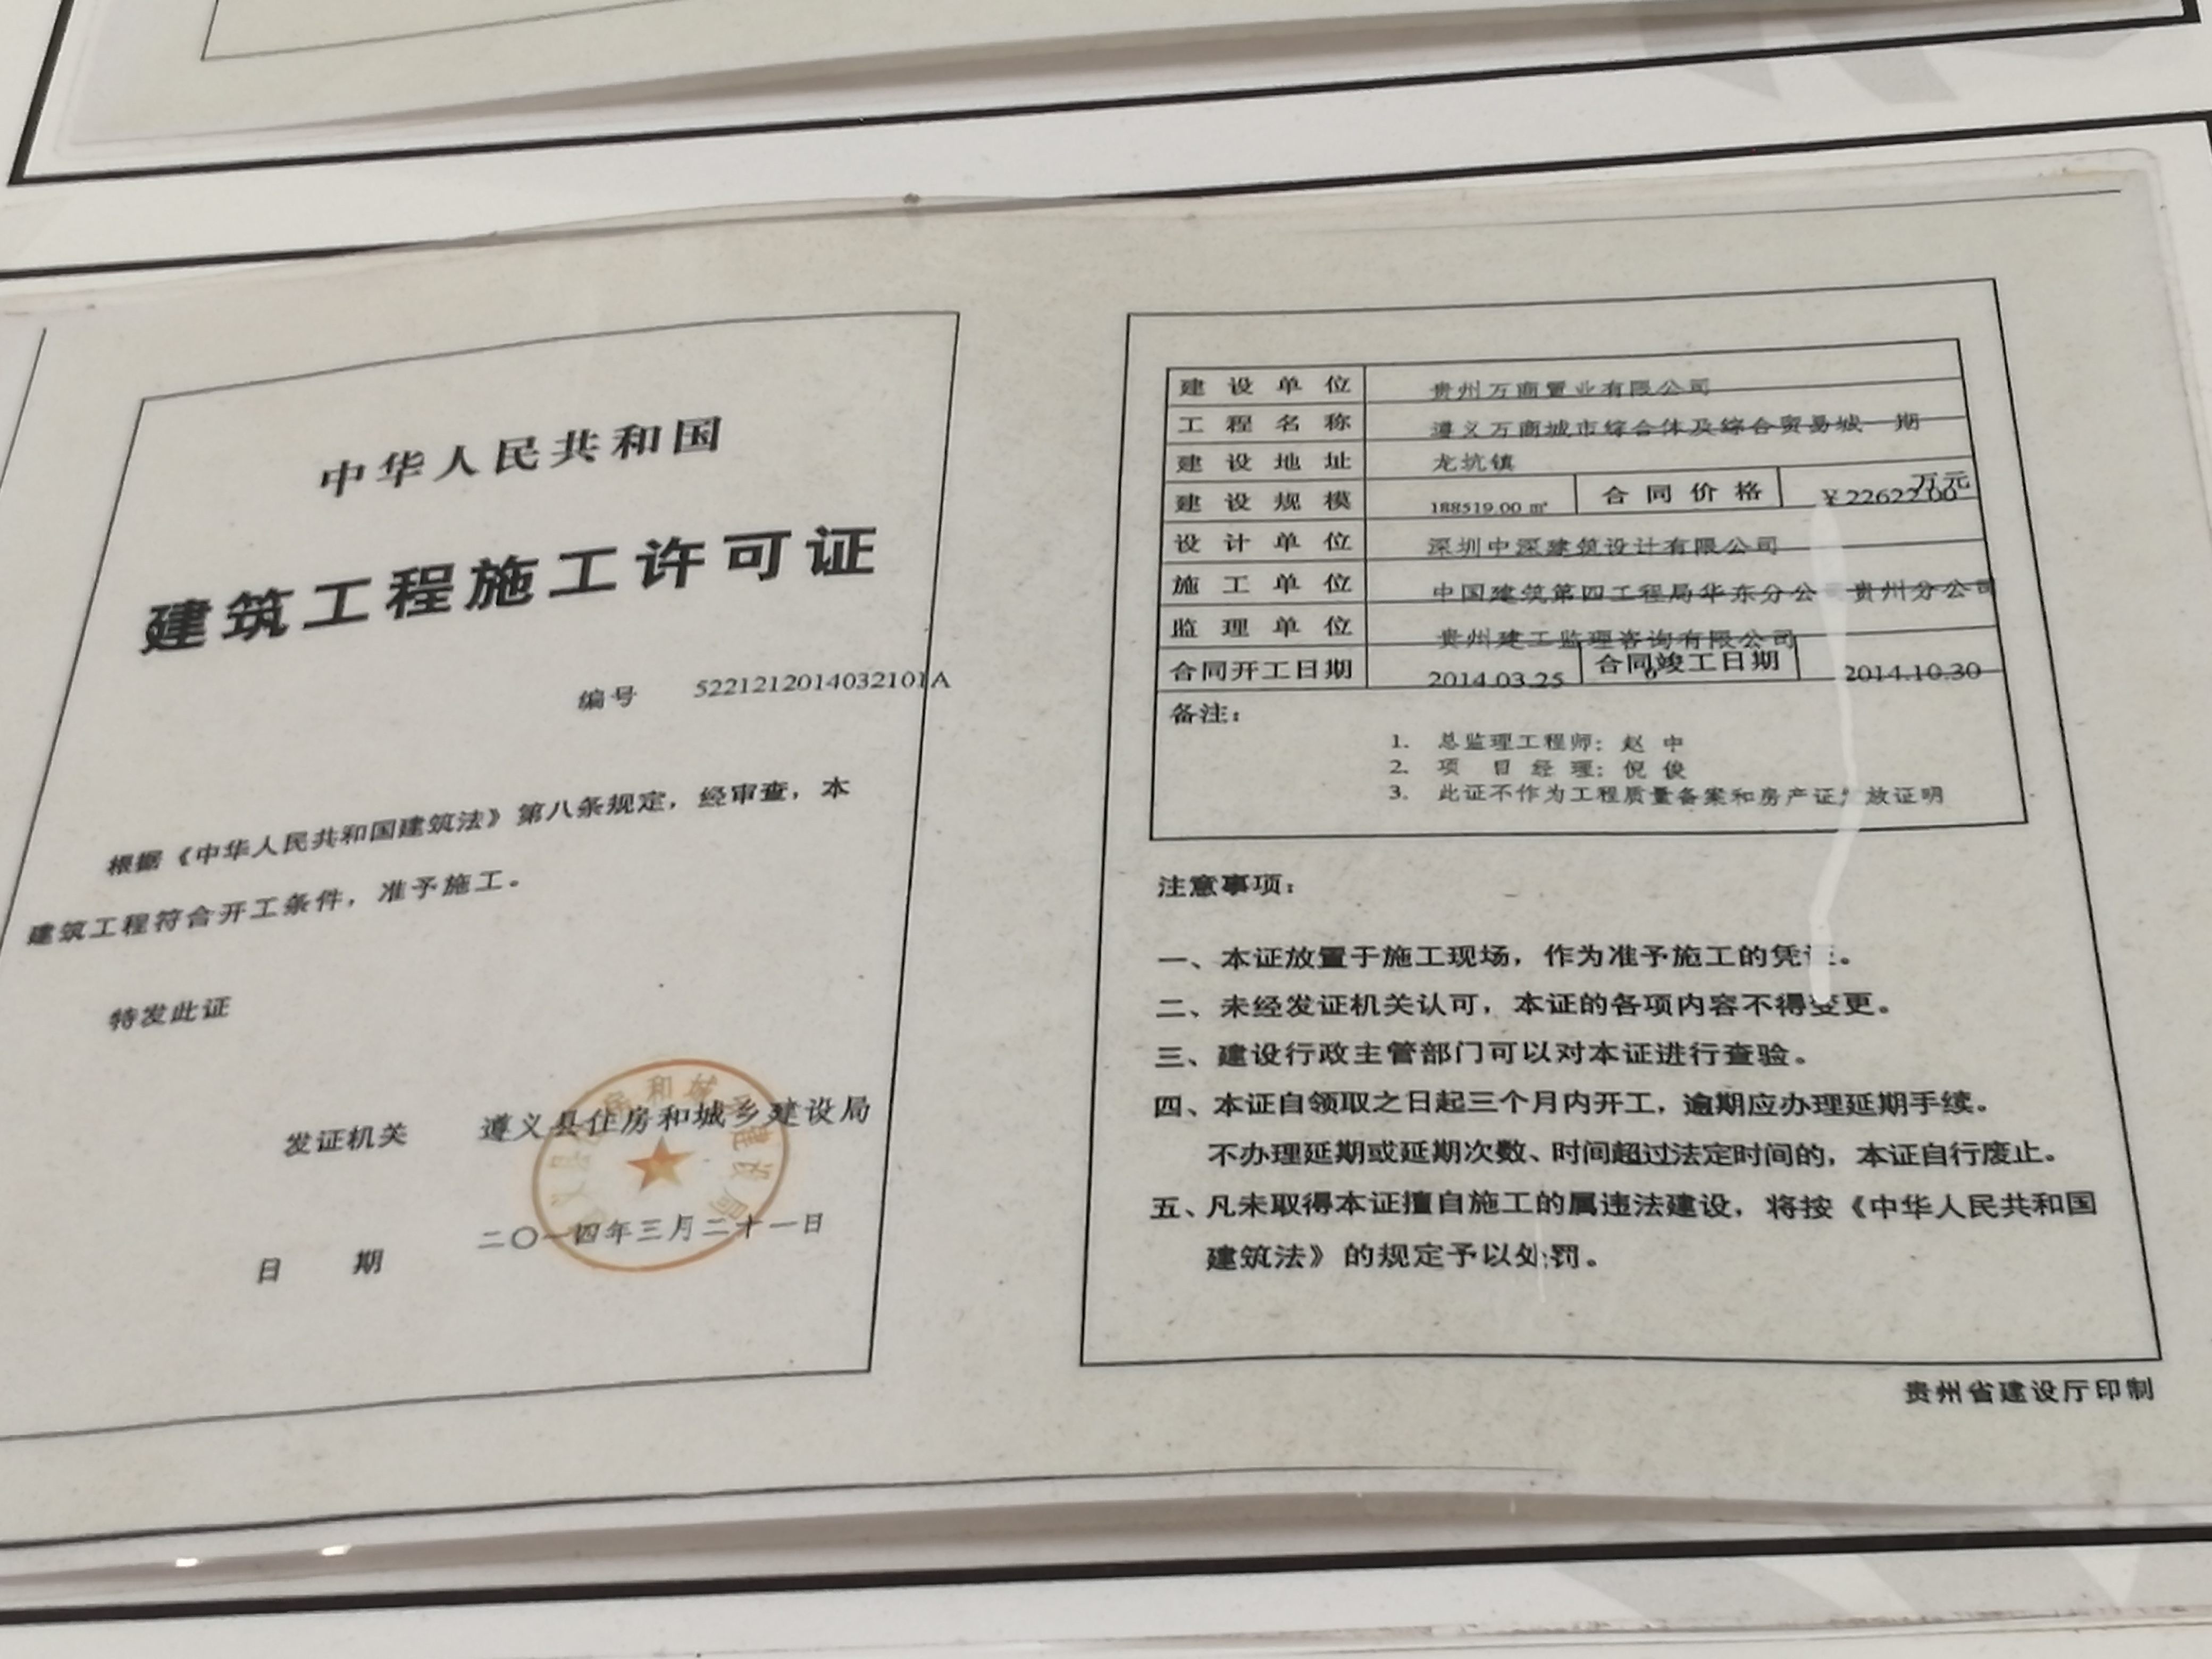 中华人民共和国
建筑工程施工许可证
编号 5221212014032101A
根据《中华人民共和国建筑法》第八条规定，经审查，本
建筑工程符合开工条件，准予施工。
特发此证
发证机关 遵义县住房和城乡建设局
日 期 二〇一四年三月二十一日
建设单位 贵州万商置业有限公司
工程名称 遵义万商城市综合体及综合贸易城一期
建设地址 龙坑镇
建设规模 188519.00 ㎡ 合同价格 ￥22622.00 万元
设计单位 深圳中深建筑设计有限公司
施工单位 中国建筑第四工程局华东分公 贵州分公司
监理单位 贵州建工监理咨询有限公司
合同开工日期 2014.03.25 合同竣工日期 2014.10.30
备注：
1. 总监理工程师：赵 中
2. 项 目 经 理：倪 俊
3. 此证不作为工程质量备案和房产证 放证明
注意事项：
一、本证放置于施工现场，作为准予施工的凭证。
二、未经发证机关认可，本证的各项内容不得变更。
三、建设行政主管部门可以对本证进行查验。
四、本证自领取之日起三个月内开工，逾期应办理延期手续。
不办理延期或延期次数、时间超过法定时间的，本证自行废止。
五、凡未取得本证擅自施工的属违法建设，将按《中华人民共和国
建筑法》的规定予以处罚。
贵州省建设厅印制